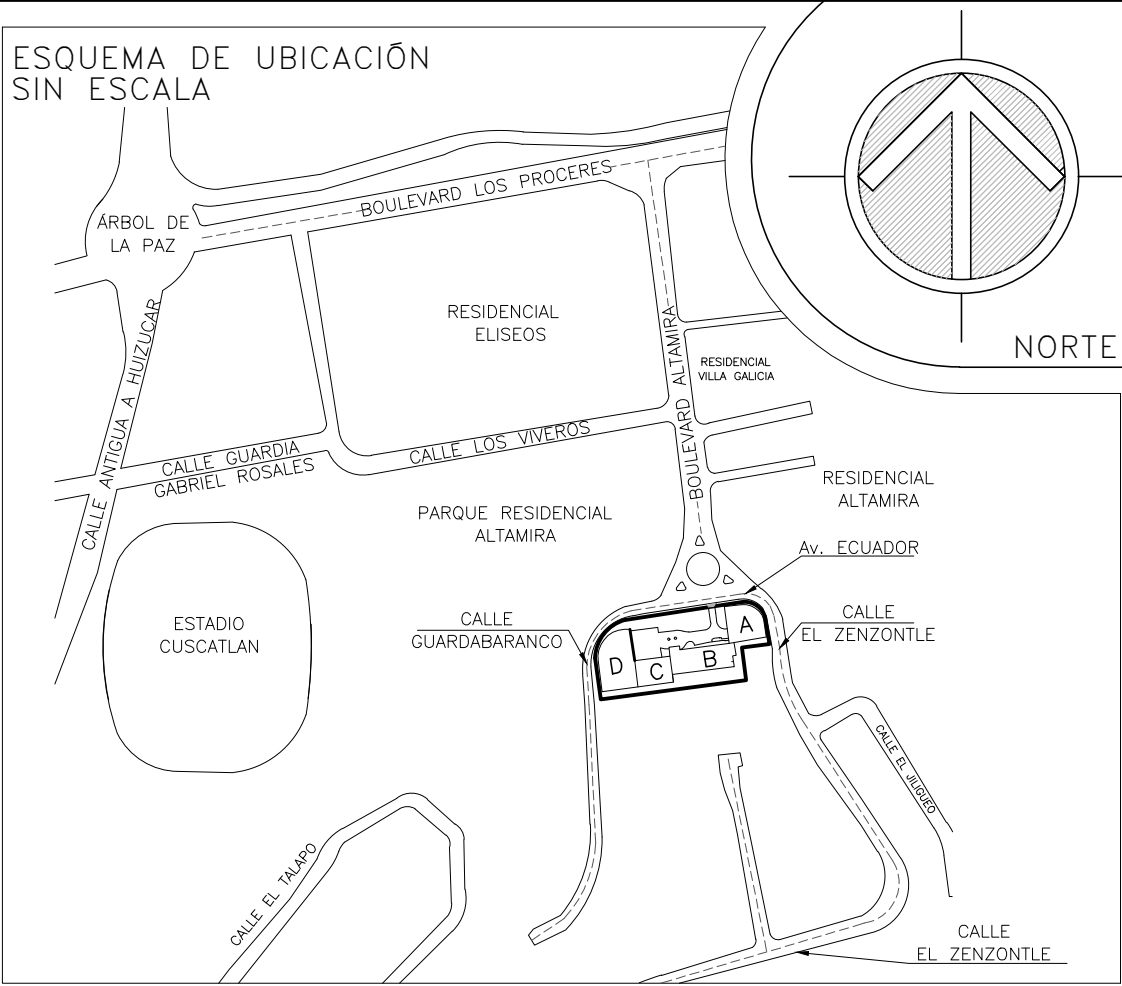 ESQUEMA DE UBICACIÓN
SIN ESCALA
NORTE
BOULEVARD LOS PROCERES
ÁRBOL DE
LA PAZ
CALLE ANTIGUA A HUIZUCAR
RESIDENCIAL
ELISEOS
BOULEVARD ALTAMIRA
RESIDENCIAL
VILLA GALICIA
CALLE GUARDIA
GABRIEL ROSALES
CALLE LOS VIVEROS
BOULEVARD
RESIDENCIAL
ALTAMIRA
PARQUE RESIDENCIAL
ALTAMIRA
Av. ECUADOR
ESTADIO
CUSCATLAN
CALLE
GUARDABARANCO
CALLE
EL ZENZONTLE
A
B
C
D
CALLE EL JILIGUEO
CALLE EL TALAPO
CALLE
EL ZENZONTLE